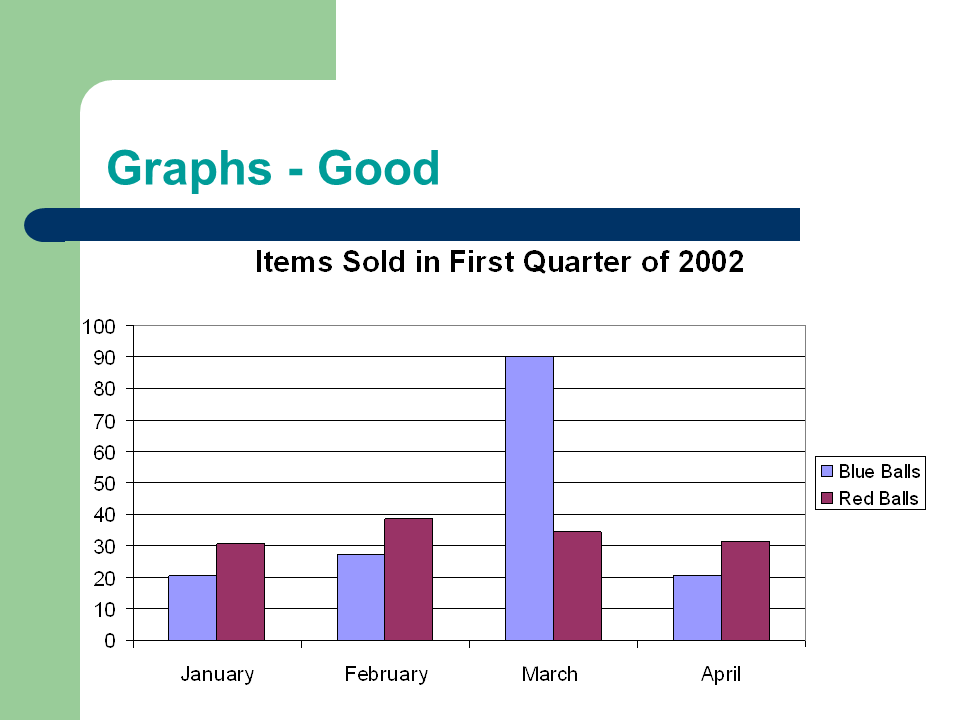 Graphs - Good
Items Sold in First Quarter of 2002
100
90
80
70
60
50
40
30
20
10
0
January February March April
Blue Balls
Red Balls